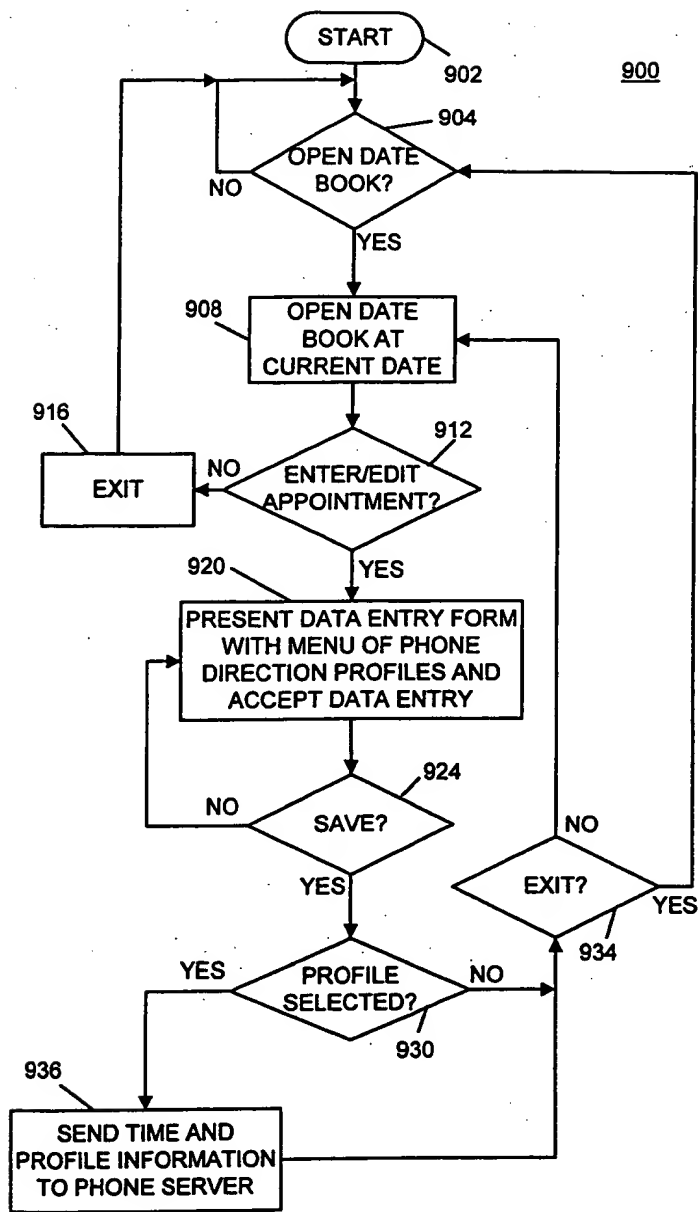 START
902
900
904
OPEN DATE
BOOK?
NO
YES
908
OPEN DATE
BOOK AT
CURRENT DATE
916
EXIT
912
NO
ENTER/EDIT
APPOINTMENT?
YES
920
PRESENT DATA ENTRY FORM
WITH MENU OF PHONE
DIRECTION PROFILES AND
ACCEPT DATA ENTRY
924
NO
SAVE?
YES
NO
EXIT?
YES
934
YES
PROFILE
SELECTED?
NO
930
936
SEND TIME AND
PROFILE INFORMATION
TO PHONE SERVER